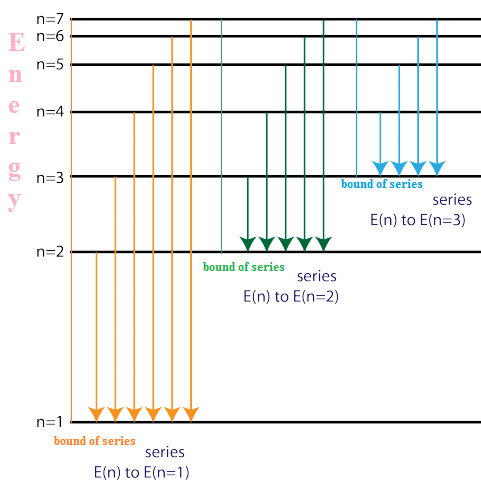 Energy
n=7
n=6
n=5
n=4
n=3
bound of series
series
E(n) to E(n=3)
n=2
bound of series
series
E(n) to E(n=2)
n=1
bound of series
series
E(n) to E(n=1)